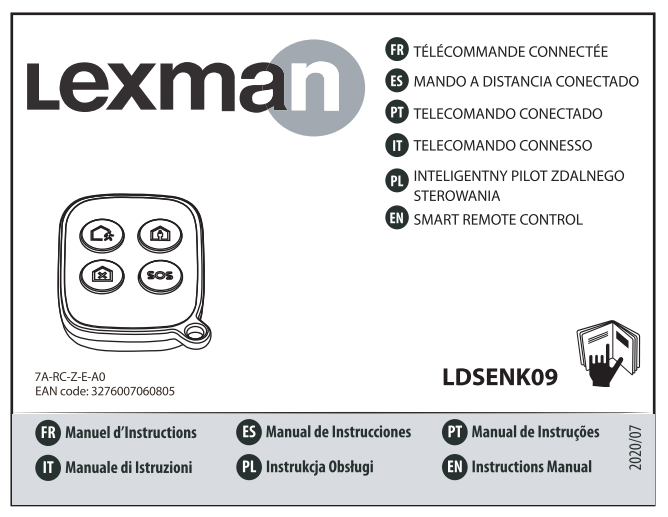 Lexman
FR TÉLÉCOMMANDE CONNECTÉE
ES MANDO A DISTANCIA CONECTADO
PT TELECOMANDO CONECTADO
IT TELECOMANDO CONNESSO
PL INTELIGENTNY PILOT ZDALNEGO
STEROWANIA
EN SMART REMOTE CONTROL
SOS
7A-RC-Z-E-A0
EAN code: 3276007060805
LDSENK09
FR Manuel d'Instructions
ES Manual de Instrucciones
PT Manual de Instruções
IT Manuale di Istruzioni
PL Instrukcja Obsługi
EN Instructions Manual
2020/07